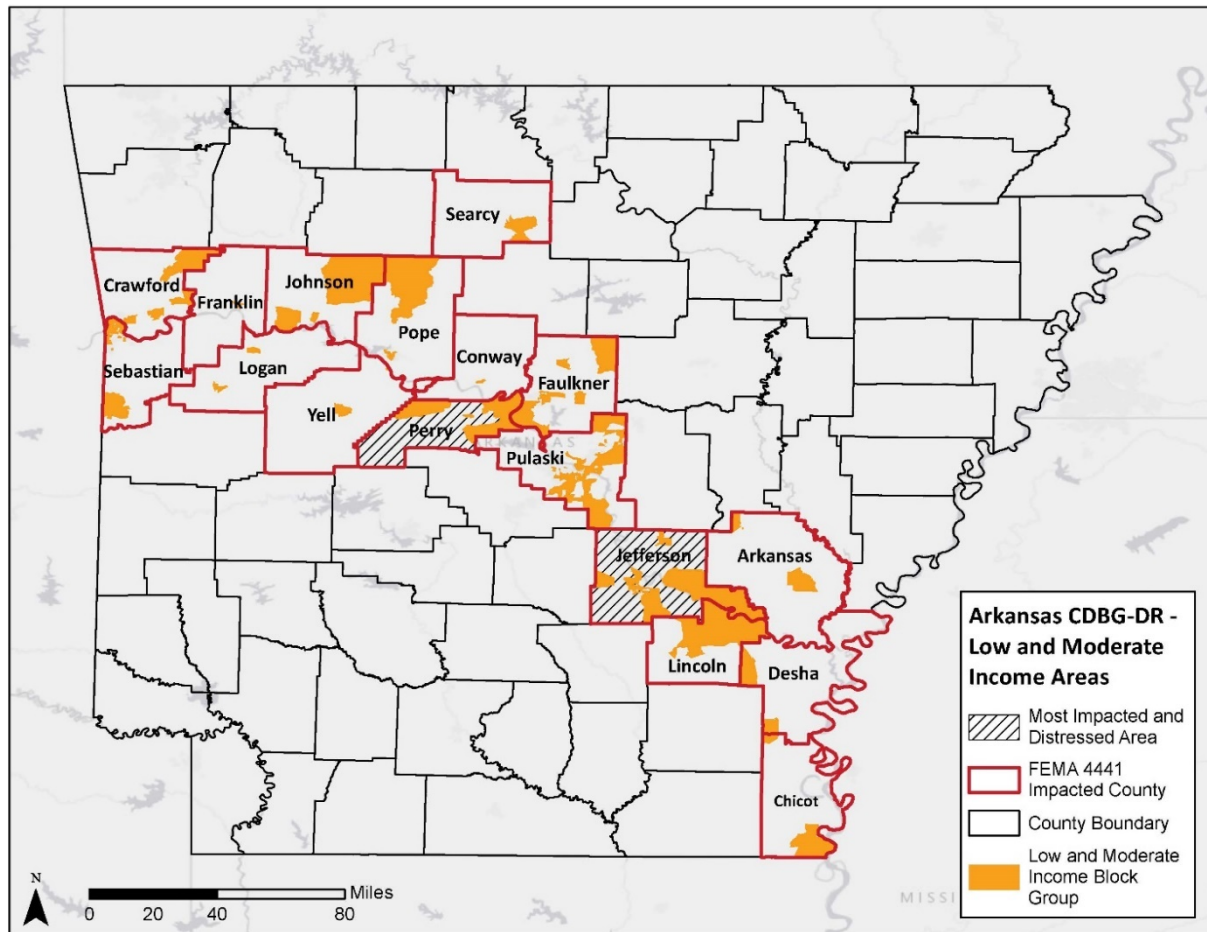 Searcy
Crawford
Franklin
Johnson
Pope
Conway
Sebastian
Logan
Faulkner
Yell
Perry
ARKANSAS
Pulaski
Jefferson
Arkansas
Lincoln
Desha
Chicot
Arkansas CDBG-DR -
Low and Moderate
Income Areas
Most Impacted and
Distressed Area
FEMA 4441
Impacted County
County Boundary
Low and Moderate
Income Block
Group
N
Miles
0 20 40 80
MISSI